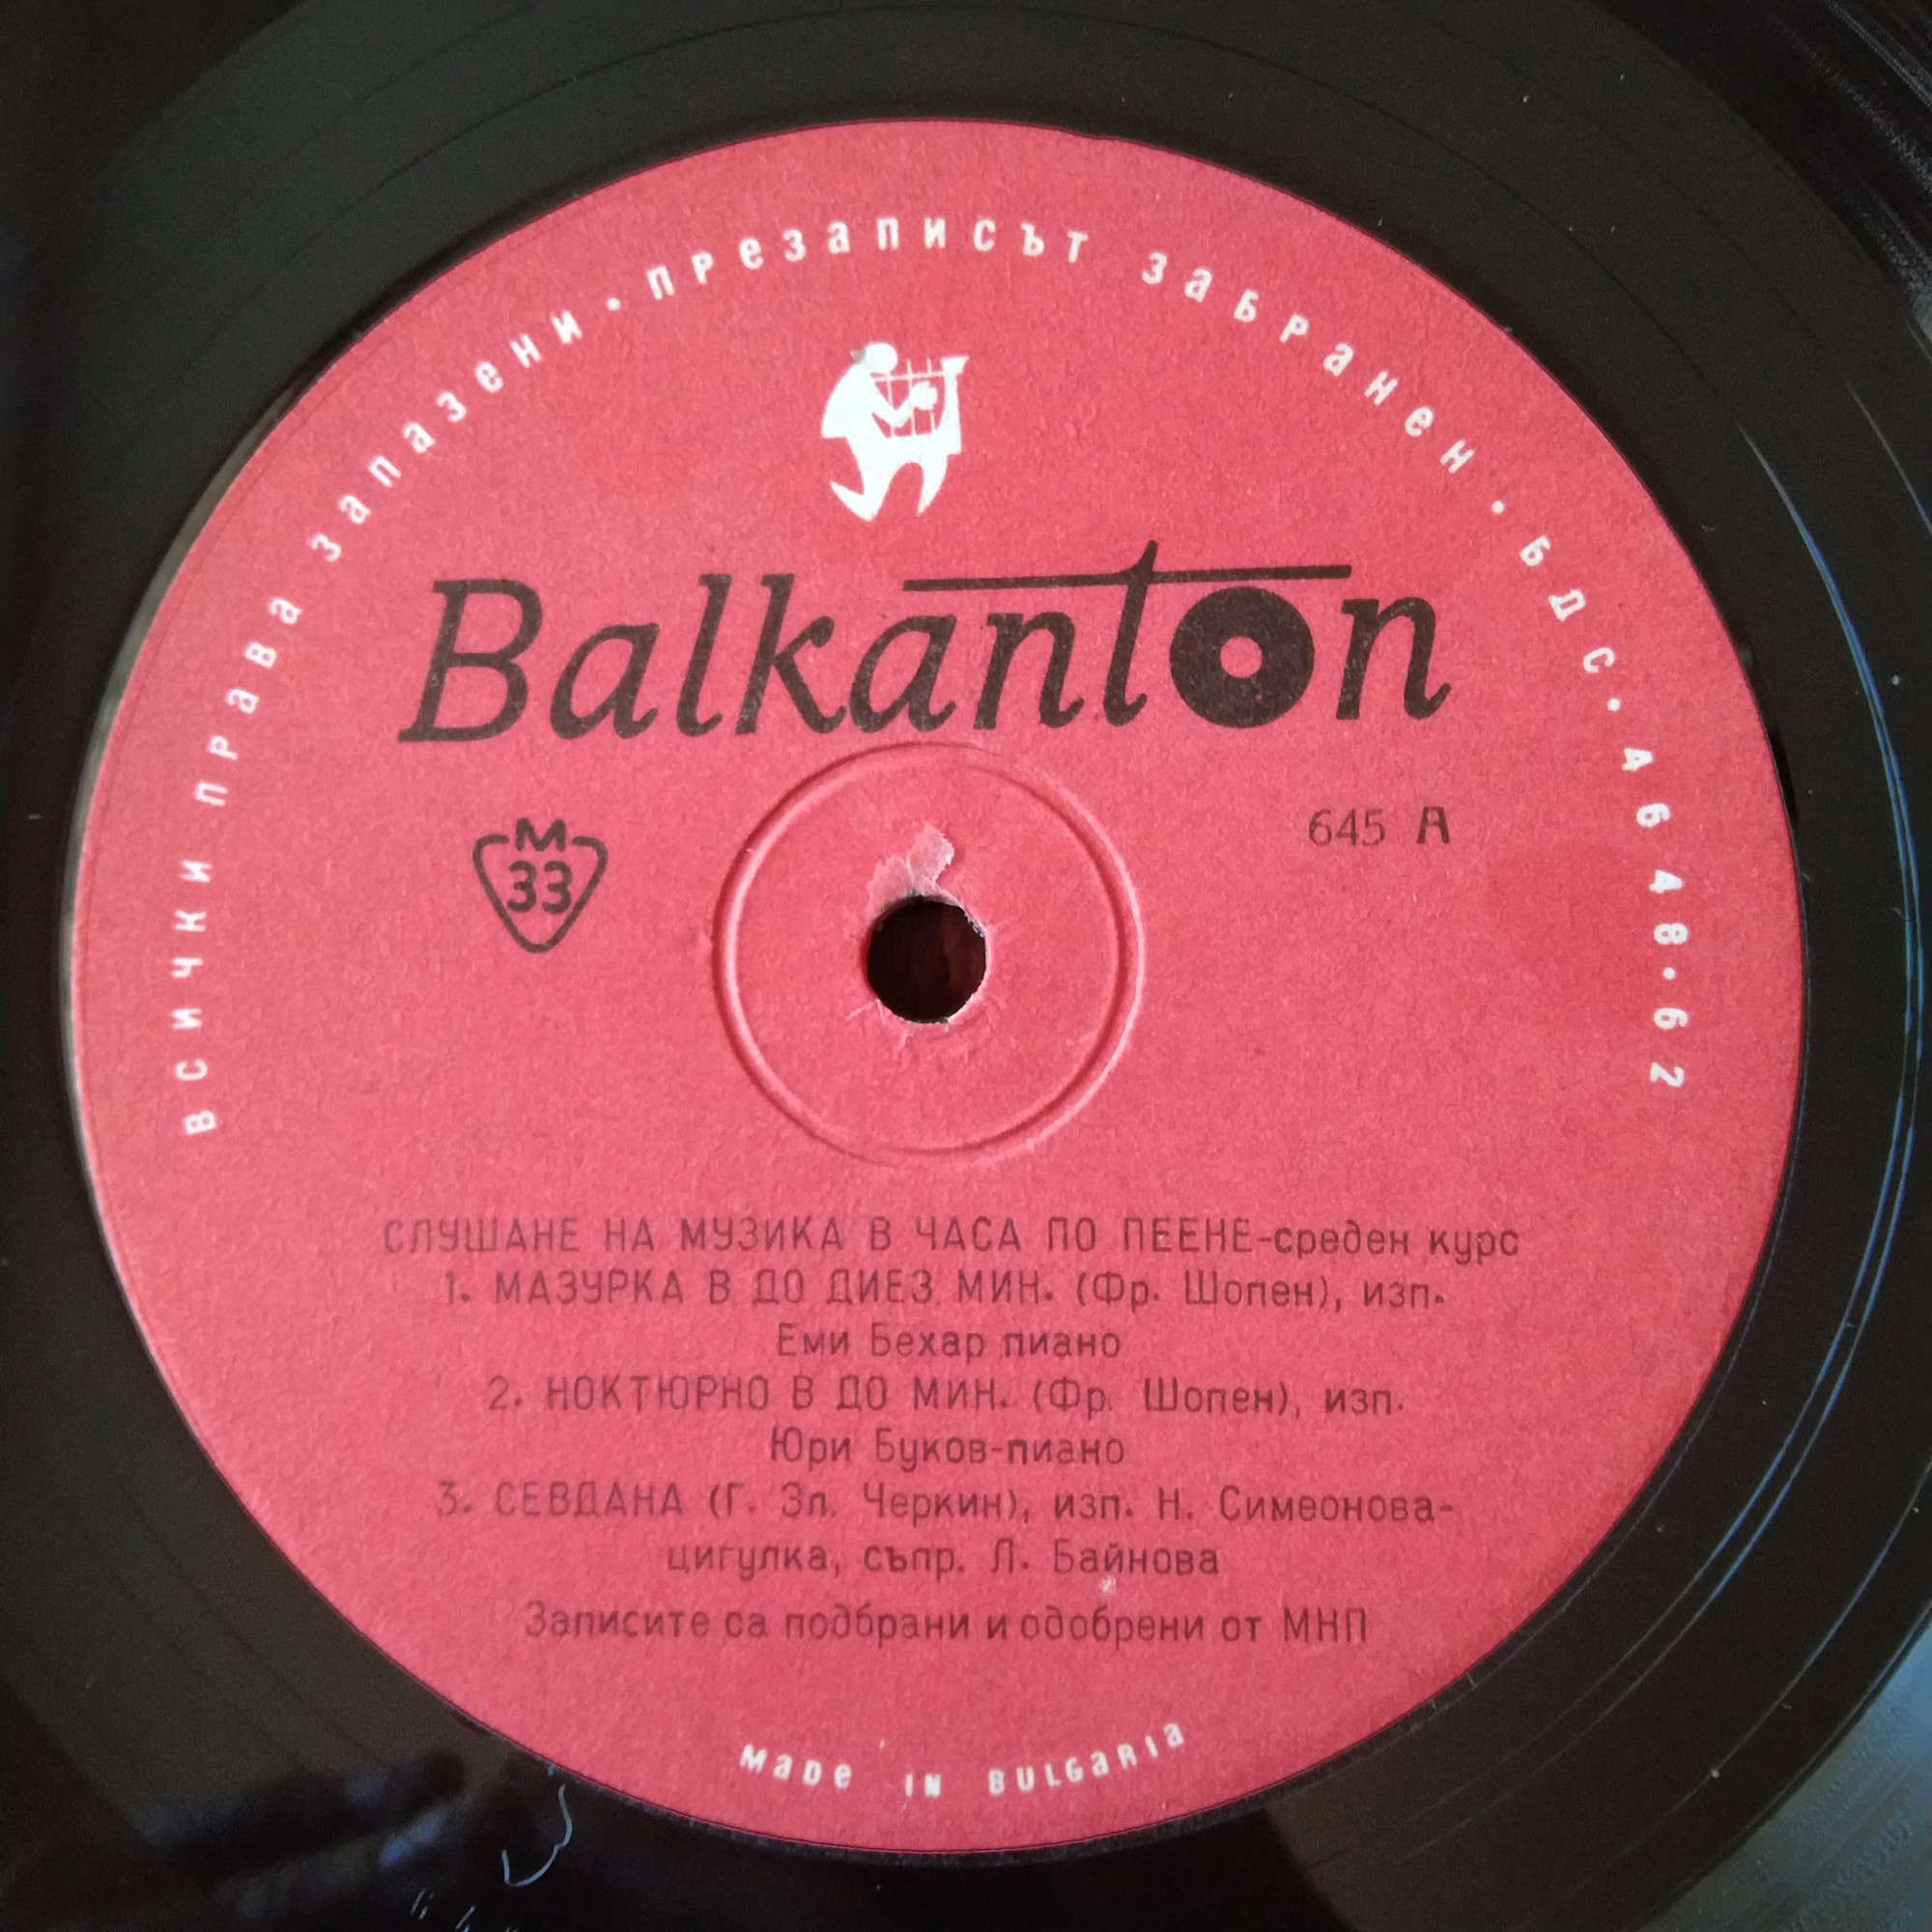 всички права запазени • презаписът забранен • бдс • 4648 • 62
Balkanton
М
33
645 А
СЛУШАНЕ НА МУЗИКА В ЧАСА ПО ПЕЕНЕ-среден курс
1. МАЗУРКА В ДО ДИЕЗ МИН. (Фр. Шопен), изп.
Еми Бехар пиано
2. НОКТЮРНО В ДО МИН. (Фр. Шопен), изп.
Юри Буков-пиано
3. СЕВДАНА (Г. Зл. Черкин), изп. Н. Симеонова-
цигулка, съпр. Л. Байнова
Записите са подбрани и одобрени от МНП
Made in Bulgaria